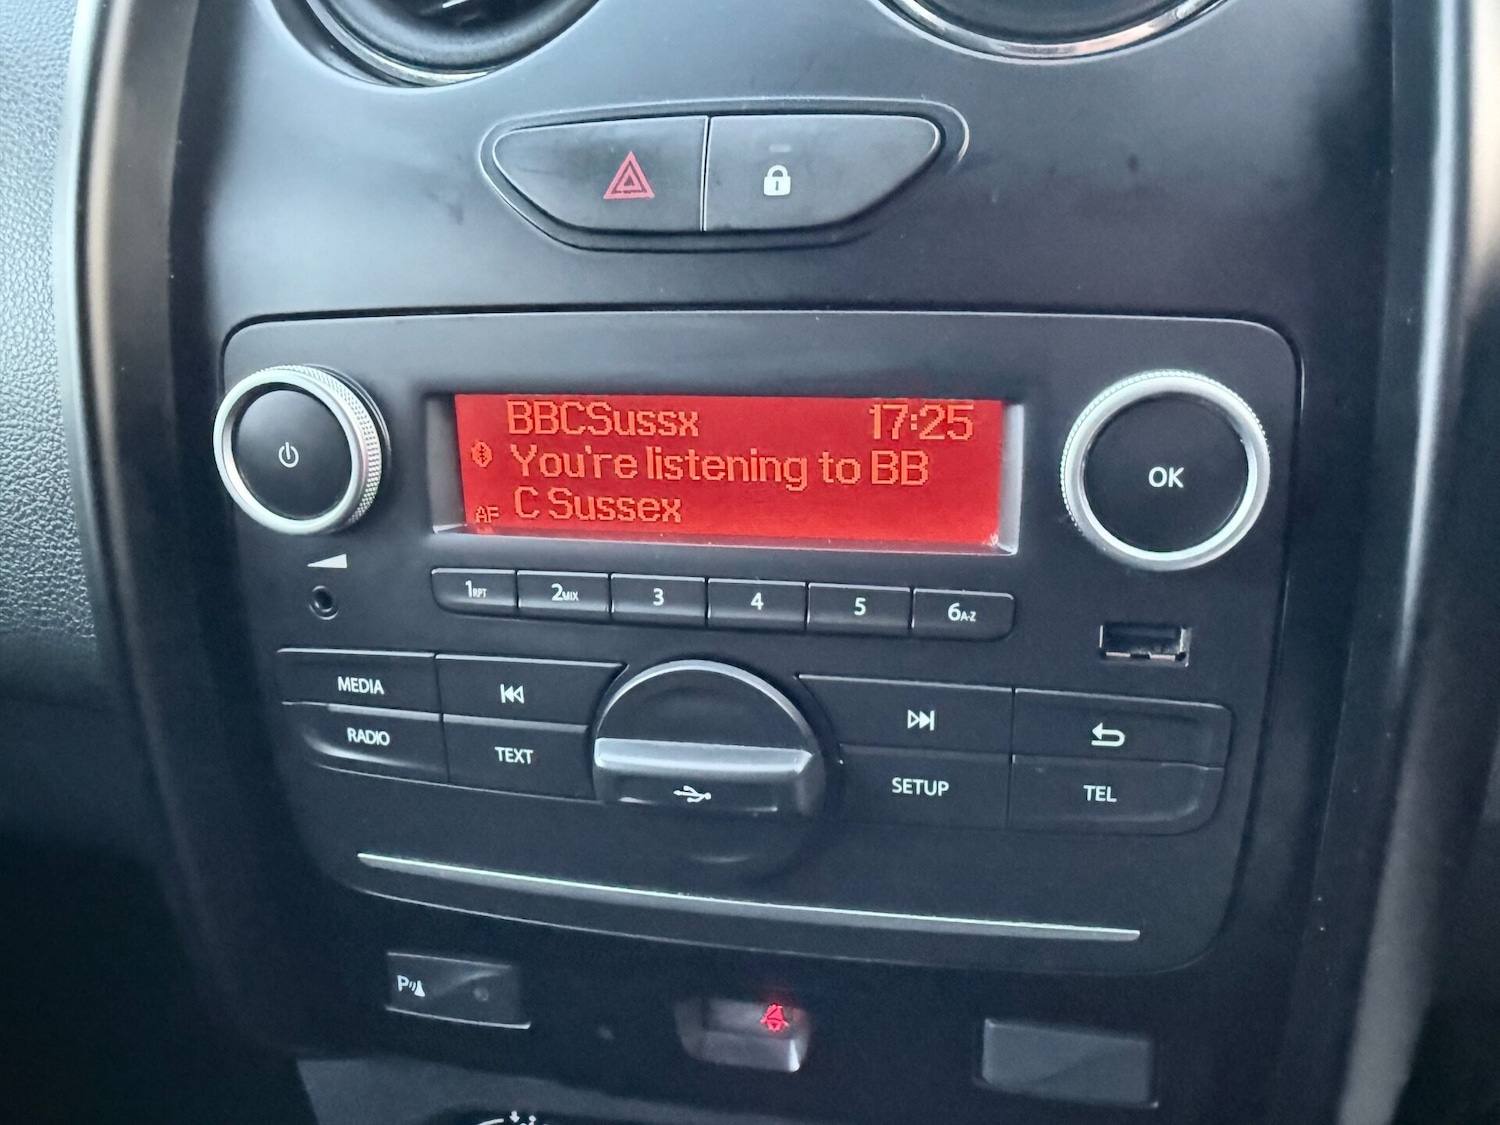 BBCSussx 17:25
You're listening to BB
AF C Sussex
OK
1RPT 2MIX 3 4 5 6A-Z
MEDIA
RADIO TEXT
SETUP TEL
P